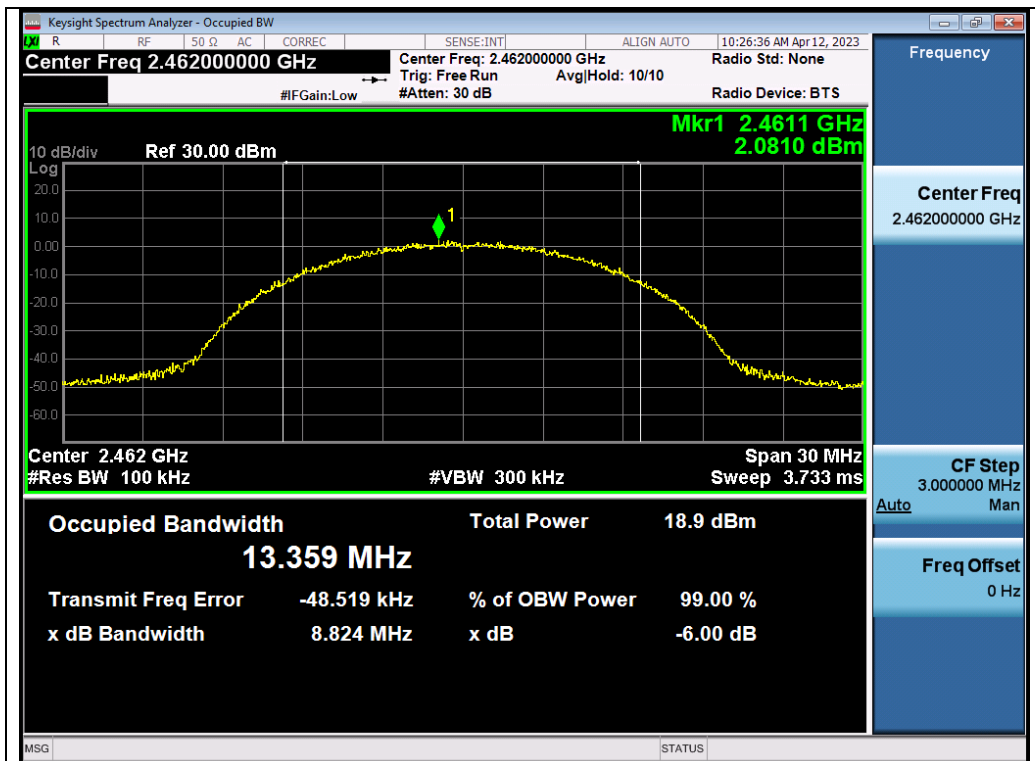 Keysight Spectrum Analyzer - Occupied BW
LXI R RF 50 Ω AC CORREC SENSE:INT ALIGN AUTO 10:26:36 AM Apr 12, 2023
Center Freq 2.462000000 GHz Center Freq: 2.462000000 GHz Radio Std: None
Trig: Free Run Avg|Hold: 10/10
#IFGain:Low #Atten: 30 dB Radio Device: BTS
Mkr1 2.4611 GHz
10 dB/div Ref 30.00 dBm 2.0810 dBm
Log
20.0
10.0
1
0.00
-10.0
-20.0
-30.0
-40.0
-50.0
-60.0
Center 2.462 GHz Span 30 MHz
#Res BW 100 kHz #VBW 300 kHz Sweep 3.733 ms
Occupied Bandwidth Total Power 18.9 dBm
13.359 MHz
Transmit Freq Error -48.519 kHz % of OBW Power 99.00 %
x dB Bandwidth 8.824 MHz x dB -6.00 dB
Frequency
Center Freq
2.462000000 GHz
CF Step
3.000000 MHz
Auto Man
Freq Offset
0 Hz
MSG STATUS